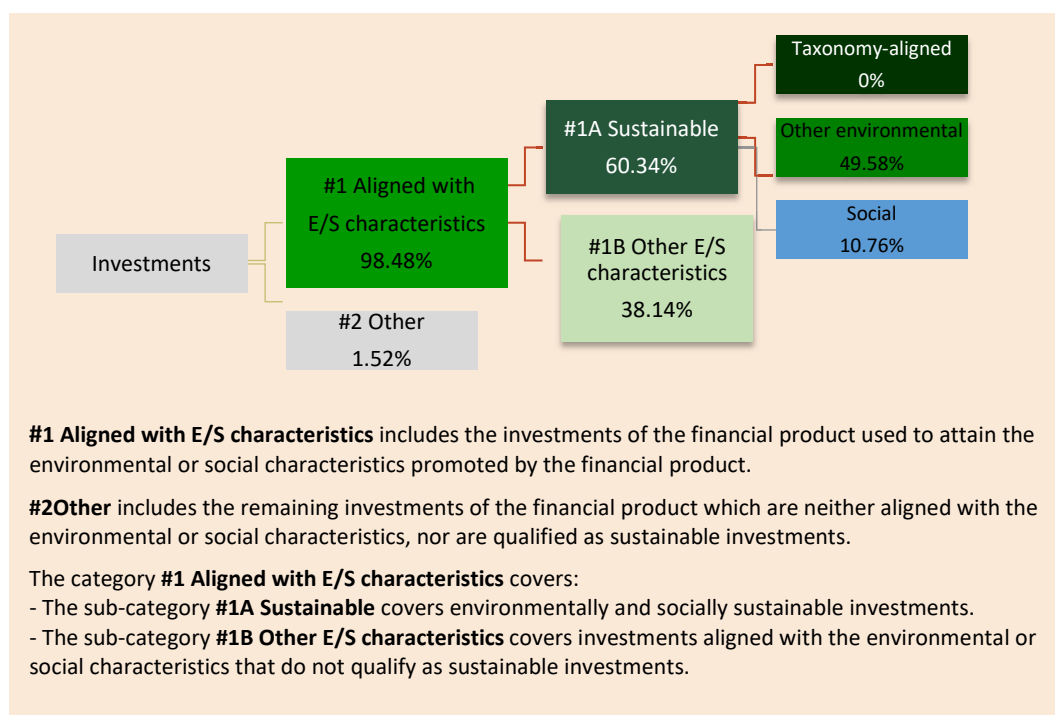 Taxonomy-aligned
0%
#1A Sustainable
60.34%
Other environmental
49.58%
#1 Aligned with
E/S characteristics
98.48%
Social
10.76%
#1B Other E/S
characteristics
38.14%
Investments
#2 Other
1.52%
#1 Aligned with E/S characteristics includes the investments of the financial product used to attain the
environmental or social characteristics promoted by the financial product.
#2Other includes the remaining investments of the financial product which are neither aligned with the
environmental or social characteristics, nor are qualified as sustainable investments.
The category #1 Aligned with E/S characteristics covers:
- The sub-category #1A Sustainable covers environmentally and socially sustainable investments.
- The sub-category #1B Other E/S characteristics covers investments aligned with the environmental or
social characteristics that do not qualify as sustainable investments.